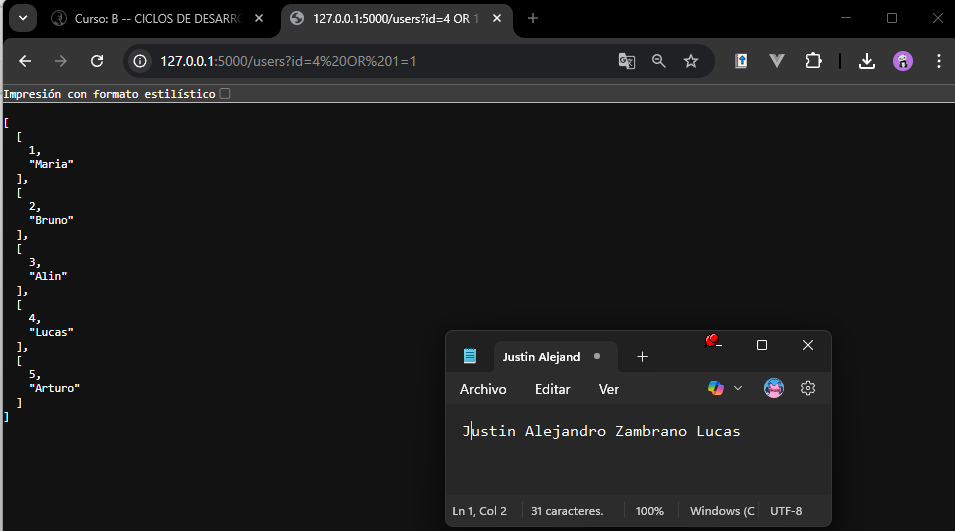 Curso: B -- CICLOS DE DESARRO
127.0.0.1:5000/users?id=4 OR 1
127.0.0.1:5000/users?id=4%20OR%201=1
Impresión con formato estilístico
[
[
1,
"Maria"
],
[
2,
"Bruno"
],
[
3,
"Alin"
],
[
4,
"Lucas"
],
[
5,
"Arturo"
]
]
Justin Alejand
Archivo Editar Ver
Justin Alejandro Zambrano Lucas
Ln 1, Col 2 31 caracteres. 100% Windows (C UTF-8